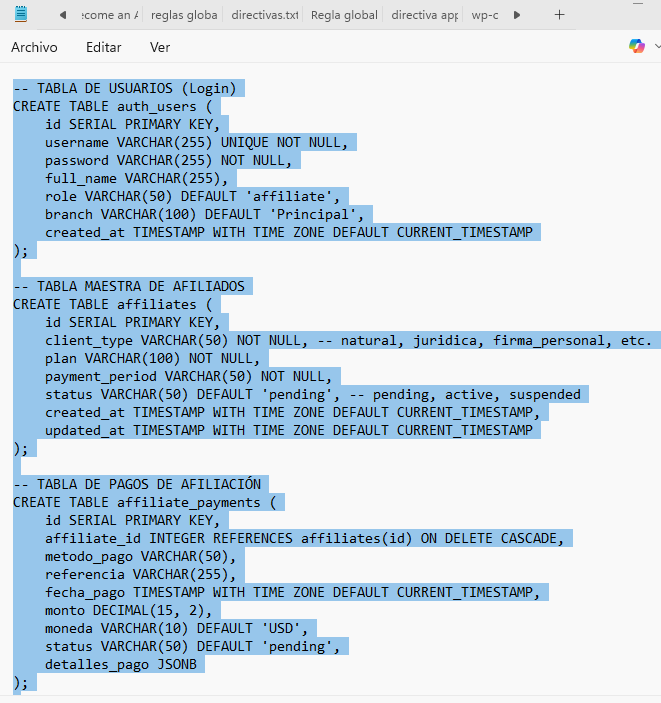 ecome an A
reglas globa
directivas.txt
Regla global
directiva app
wp-c
Archivo
Editar
Ver
-- TABLA DE USUARIOS (Login)
CREATE TABLE auth_users (
    id SERIAL PRIMARY KEY,
    username VARCHAR(255) UNIQUE NOT NULL,
    password VARCHAR(255) NOT NULL,
    full_name VARCHAR(255),
    role VARCHAR(50) DEFAULT 'affiliate',
    branch VARCHAR(100) DEFAULT 'Principal',
    created_at TIMESTAMP WITH TIME ZONE DEFAULT CURRENT_TIMESTAMP
);
-- TABLA MAESTRA DE AFILIADOS
CREATE TABLE affiliates (
    id SERIAL PRIMARY KEY,
    client_type VARCHAR(50) NOT NULL, -- natural, juridica, firma_personal, etc.
    plan VARCHAR(100) NOT NULL,
    payment_period VARCHAR(50) NOT NULL,
    status VARCHAR(50) DEFAULT 'pending', -- pending, active, suspended
    created_at TIMESTAMP WITH TIME ZONE DEFAULT CURRENT_TIMESTAMP,
    updated_at TIMESTAMP WITH TIME ZONE DEFAULT CURRENT_TIMESTAMP
);
-- TABLA DE PAGOS DE AFILIACIÓN
CREATE TABLE affiliate_payments (
    id SERIAL PRIMARY KEY,
    affiliate_id INTEGER REFERENCES affiliates(id) ON DELETE CASCADE,
    metodo_pago VARCHAR(50),
    referencia VARCHAR(255),
    fecha_pago TIMESTAMP WITH TIME ZONE DEFAULT CURRENT_TIMESTAMP,
    monto DECIMAL(15, 2),
    moneda VARCHAR(10) DEFAULT 'USD',
    status VARCHAR(50) DEFAULT 'pending',
    detalles_pago JSONB
);